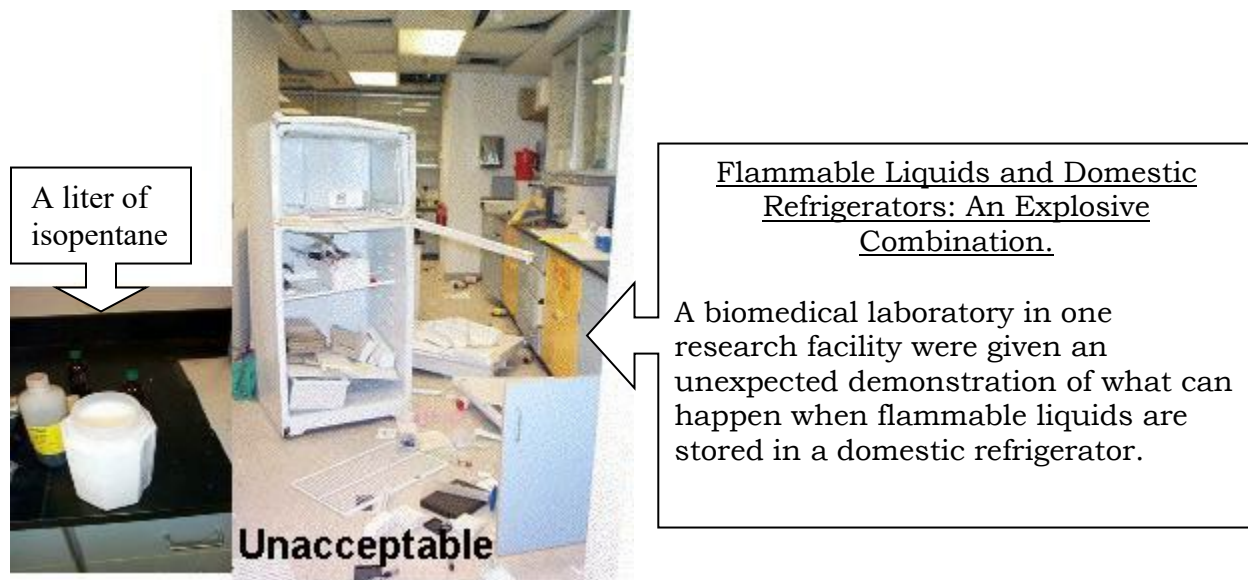 A liter of
isopentane
Unacceptable
Flammable Liquids and Domestic
Refrigerators: An Explosive
Combination.
A biomedical laboratory in one
research facility were given an
unexpected demonstration of what can
happen when flammable liquids are
stored in a domestic refrigerator.